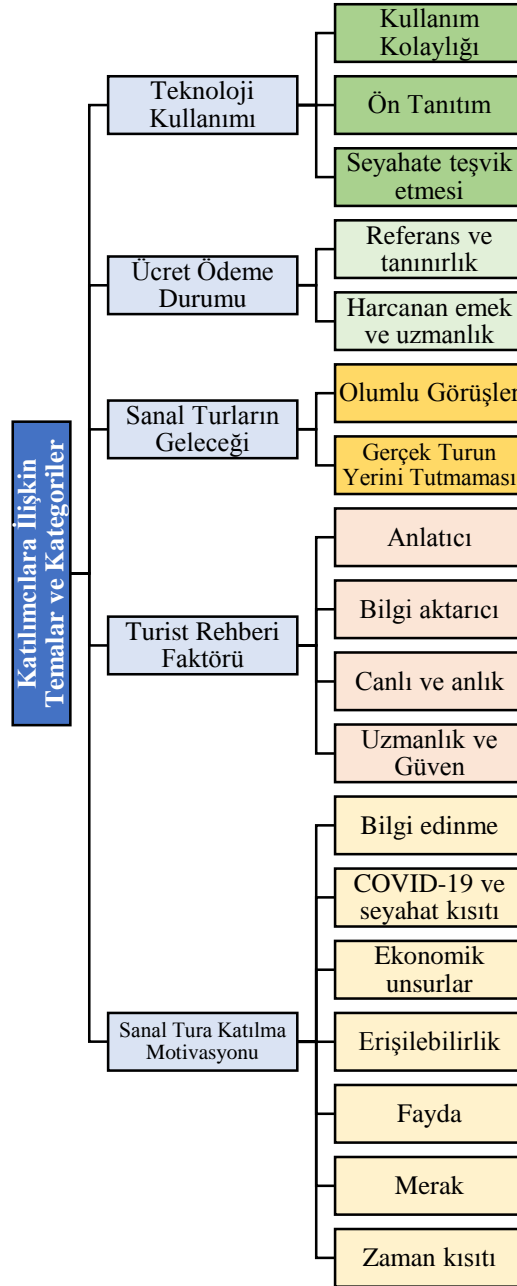 Katılımcılara İlişkin
Temalar ve Kategoriler
Teknoloji
Kullanımı
Kullanım
Kolaylığı
Ön Tanıtım
Seyahate teşvik
etmesi
Ücret Ödeme
Durumu
Referans ve
tanınırlık
Harcanan emek
ve uzmanlık
Sanal Turların
Geleceği
Olumlu Görüşler
Gerçek Turun
Yerini Tutmaması
Turist Rehberi
Faktörü
Anlatıcı
Bilgi aktarıcı
Canlı ve anlık
Uzmanlık ve
Güven
Sanal Tura Katılma
Motivasyonu
Bilgi edinme
COVID-19 ve
seyahat kısıtı
Ekonomik
unsurlar
Erişilebilirlik
Fayda
Merak
Zaman kısıtı